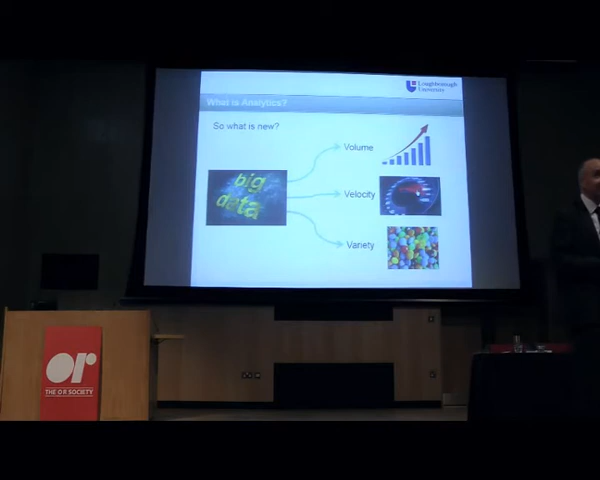 Loughborough
University
What is Analytics?
So what is new?
big
data
Volume
Velocity
Variety
or
THE OR SOCIETY